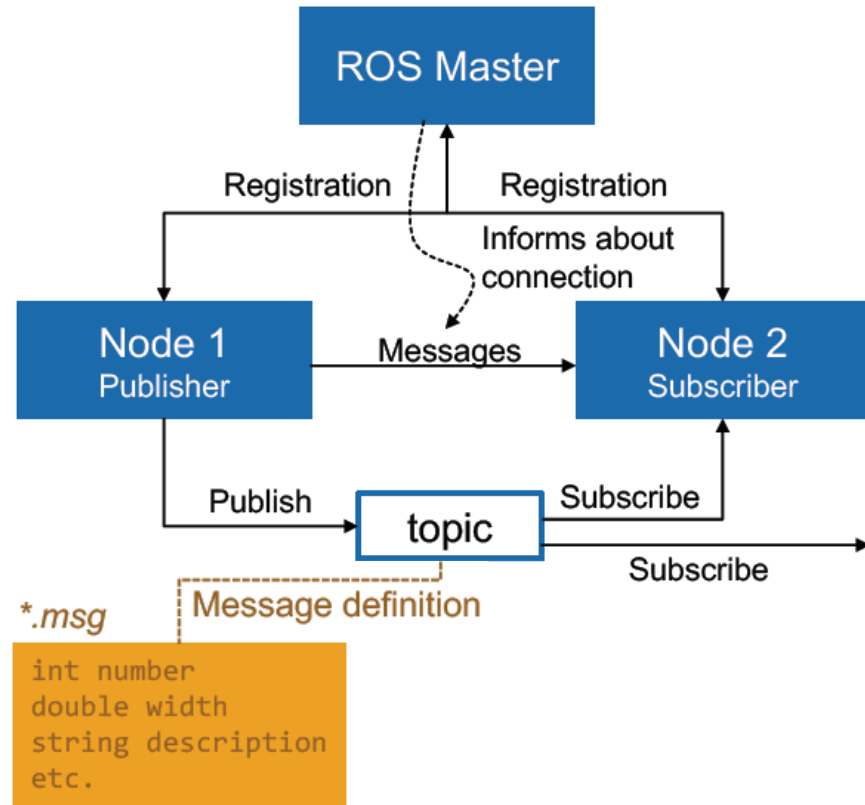 ROS Master
Registration
Registration
Informs about
connection
Node 1
Publisher
Messages
Node 2
Subscriber
Publish
topic
Subscribe
Subscribe
*.msg
Message definition
int number
double width
string description
etc.